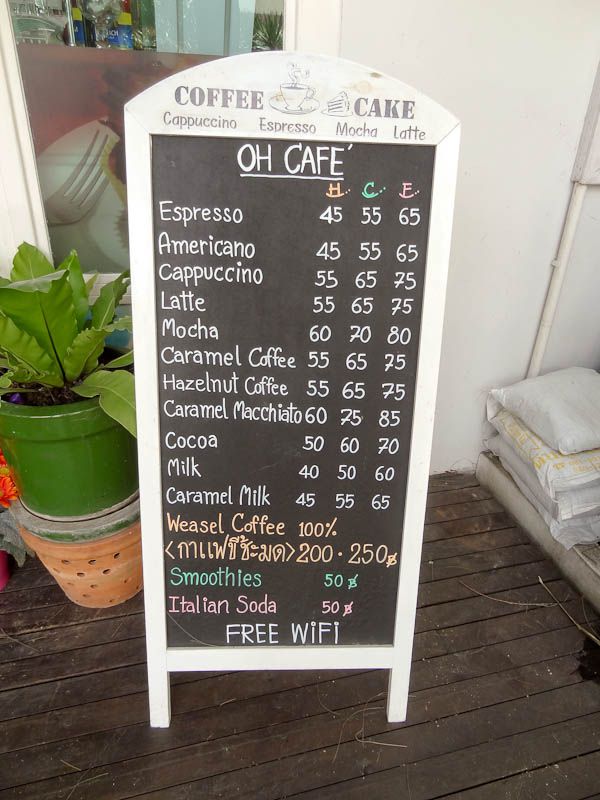 COFFEE CAKE
Cappuccino Espresso Mocha Latte
OH CAFE´
H.. C.. E..
Espresso 45 55 65
Americano 45 55 65
Cappuccino 55 65 75
Latte 55 65 75
Mocha 60 70 80
Caramel Coffee 55 65 75
Hazelnut Coffee 55 65 75
Caramel Macchiato 60 75 85
Cocoa 50 60 70
Milk 40 50 60
Caramel Milk 45 55 65
Weasel Coffee 100%
<กาแฟขี้ชะมด> 200 - 250฿
Smoothies 50฿
Italian Soda 50฿
FREE WiFi